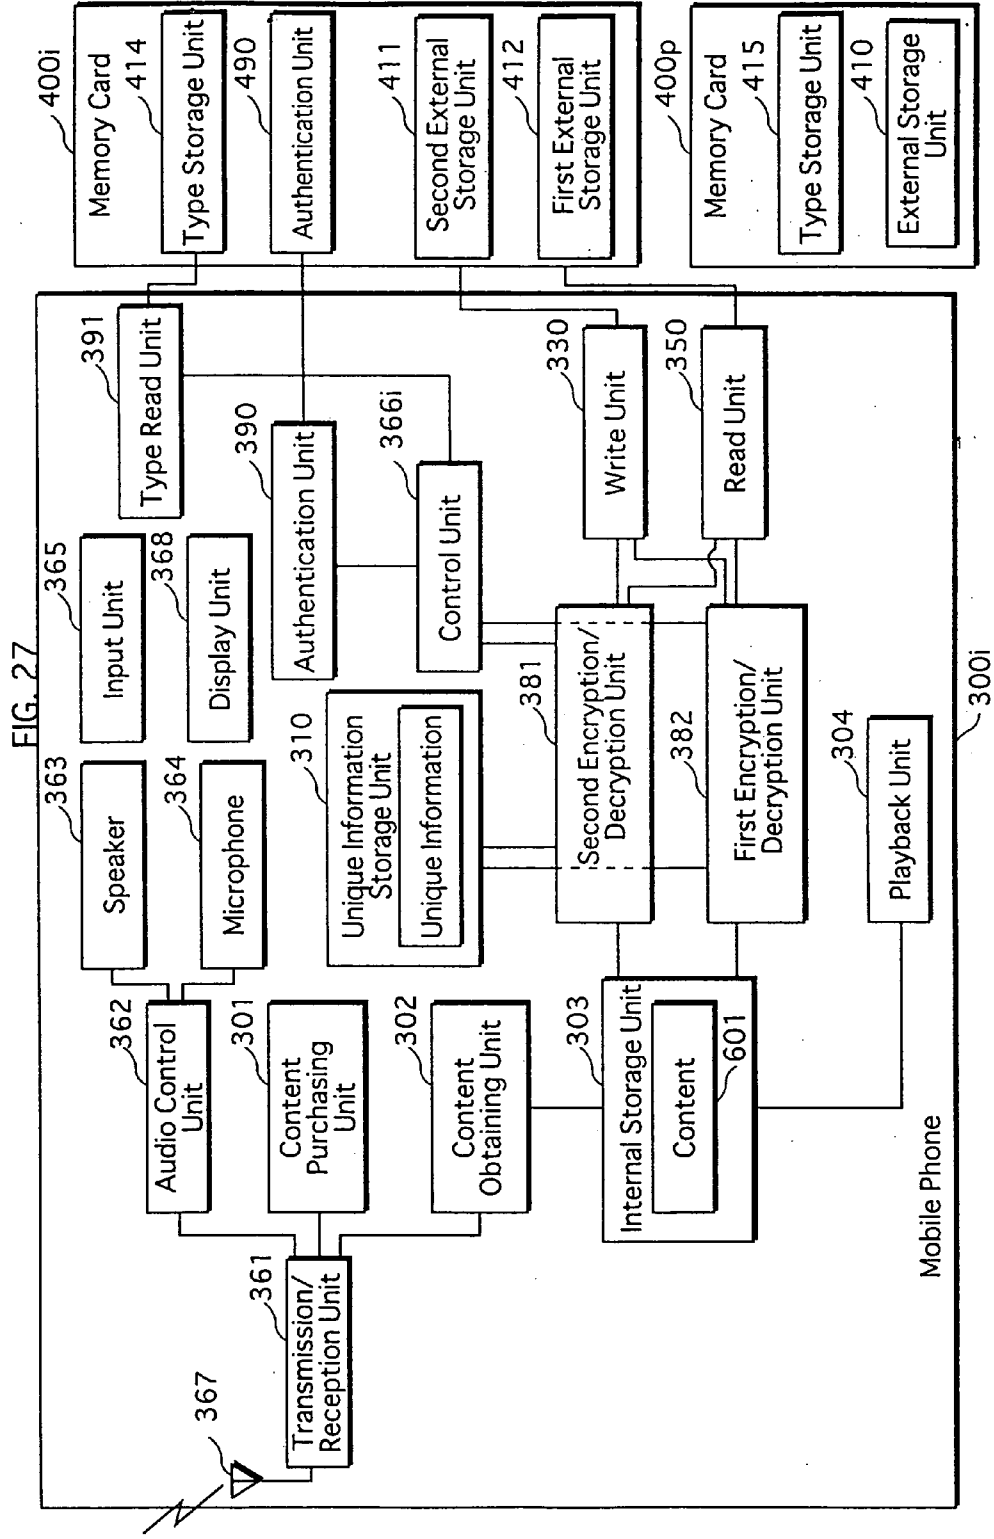 FIG. 27
367
361
Transmission/
Reception Unit
362
Audio Control
Unit
301
Content
Purchasing
Unit
302
Content
Obtaining Unit
303
Internal Storage Unit
Content
601
Mobile Phone
363
Speaker
364
Microphone
310
Unique Information
Storage Unit
Unique Information
381
Second Encryption/
Decryption Unit
382
First Encryption/
Decryption Unit
304
Playback Unit
300i
365
Input Unit
368
Display Unit
391
Type Read Unit
390
Authentication Unit
366i
Control Unit
330
Write Unit
350
Read Unit
400i
Memory Card
414
Type Storage Unit
490
Authentication Unit
411
Second External
Storage Unit
412
First External
Storage Unit
400p
Memory Card
415
Type Storage Unit
410
External Storage
Unit